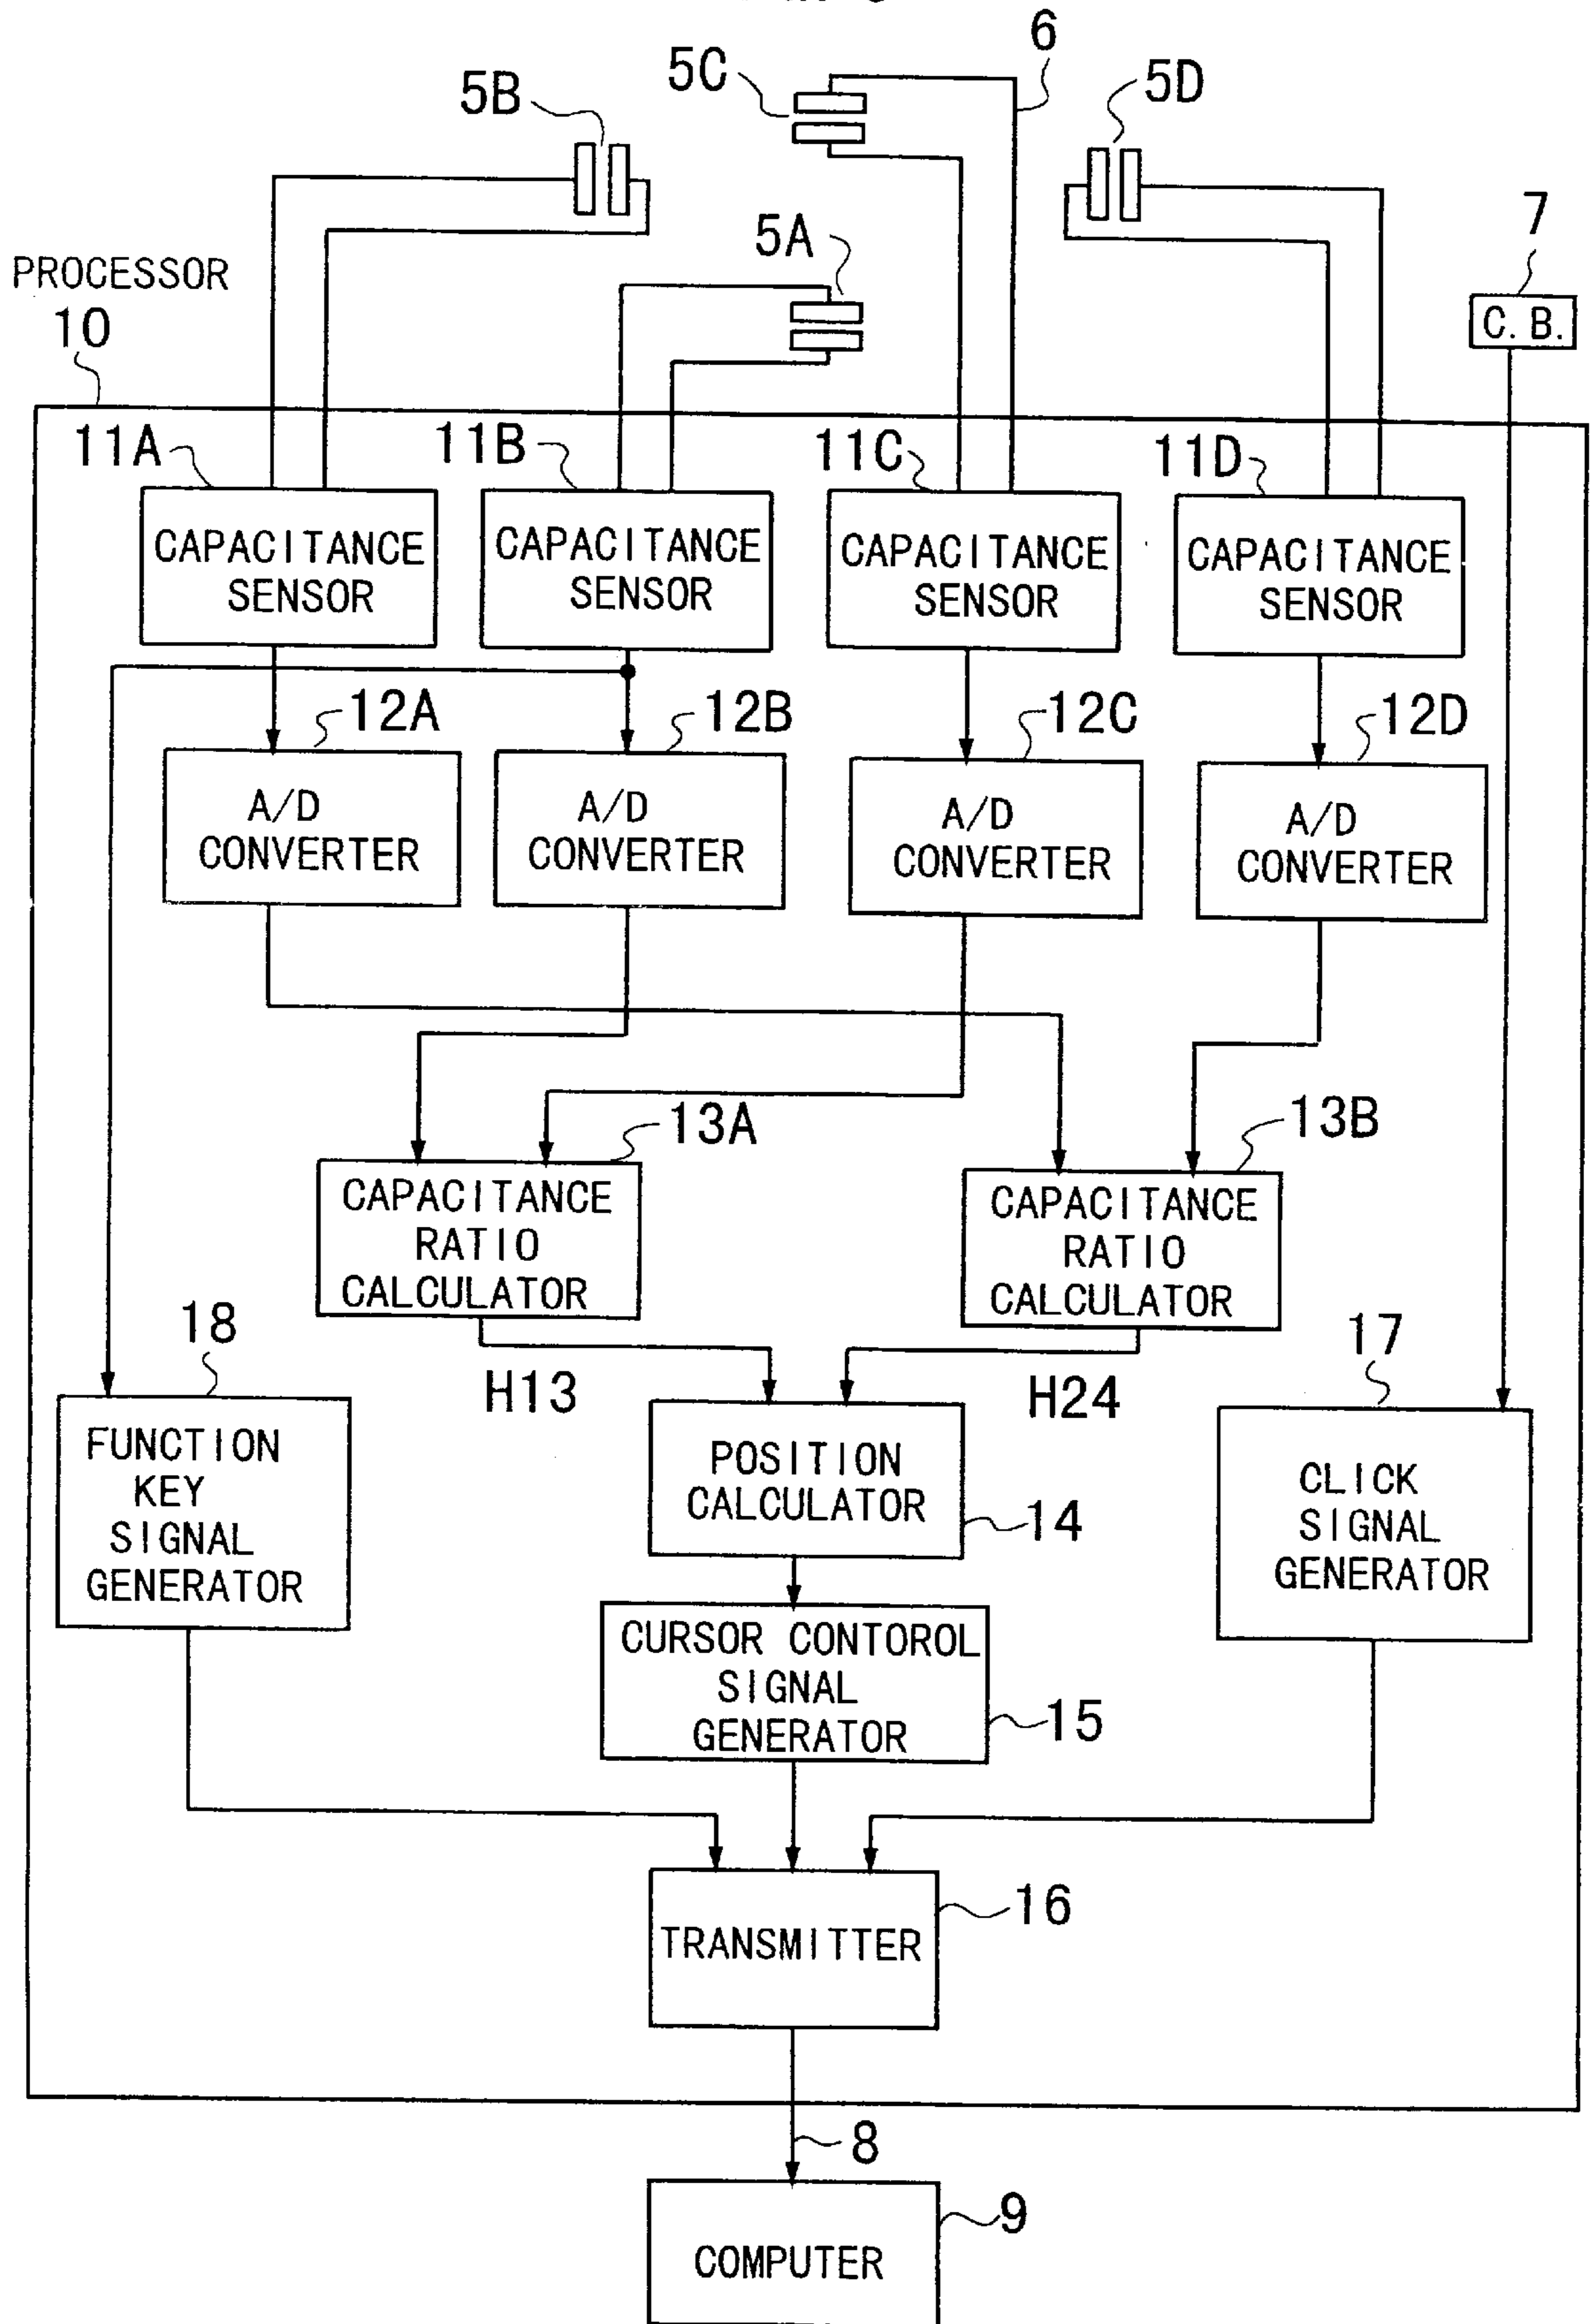 6
5C
5D
5B
7
5A
C. B.
PROCESSOR
10
11A
11B
11C
11D
CAPACITANCE
SENSOR
CAPACITANCE
SENSOR
CAPACITANCE
SENSOR
CAPACITANCE
SENSOR
12A
12B
12C
12D
A/D
CONVERTER
A/D
CONVERTER
A/D
CONVERTER
A/D
CONVERTER
13A
13B
CAPACITANCE
RATIO
CALCULATOR
CAPACITANCE
RATIO
CALCULATOR
18
H13
H24
17
FUNCTION
KEY
SIGNAL
GENERATOR
POSITION
CALCULATOR
14
CLICK
SIGNAL
GENERATOR
CURSOR CONTOROL
SIGNAL
GENERATOR
15
16
TRANSMITTER
8
9
COMPUTER